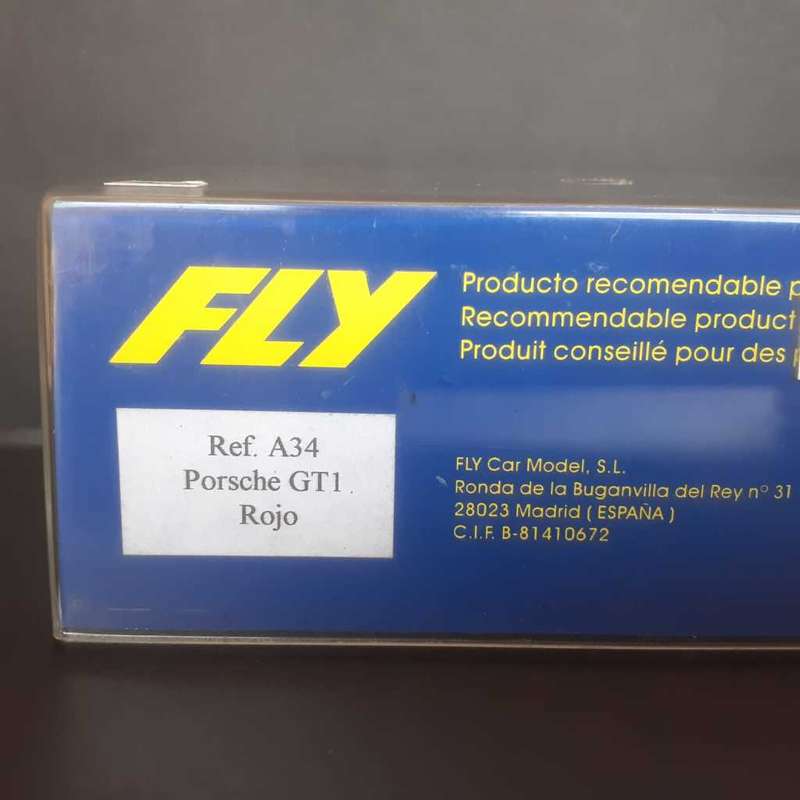 FLY
Producto recomendable
Recommendable product
Produit conseillé pour des
Ref. A34
Porsche GT1.
Rojo
FLY Car Model, S.L.
Ronda de la Buganvilla del Rey nº 31
28023 Madrid ( ESPAÑA )
C.I.F. B-81410672